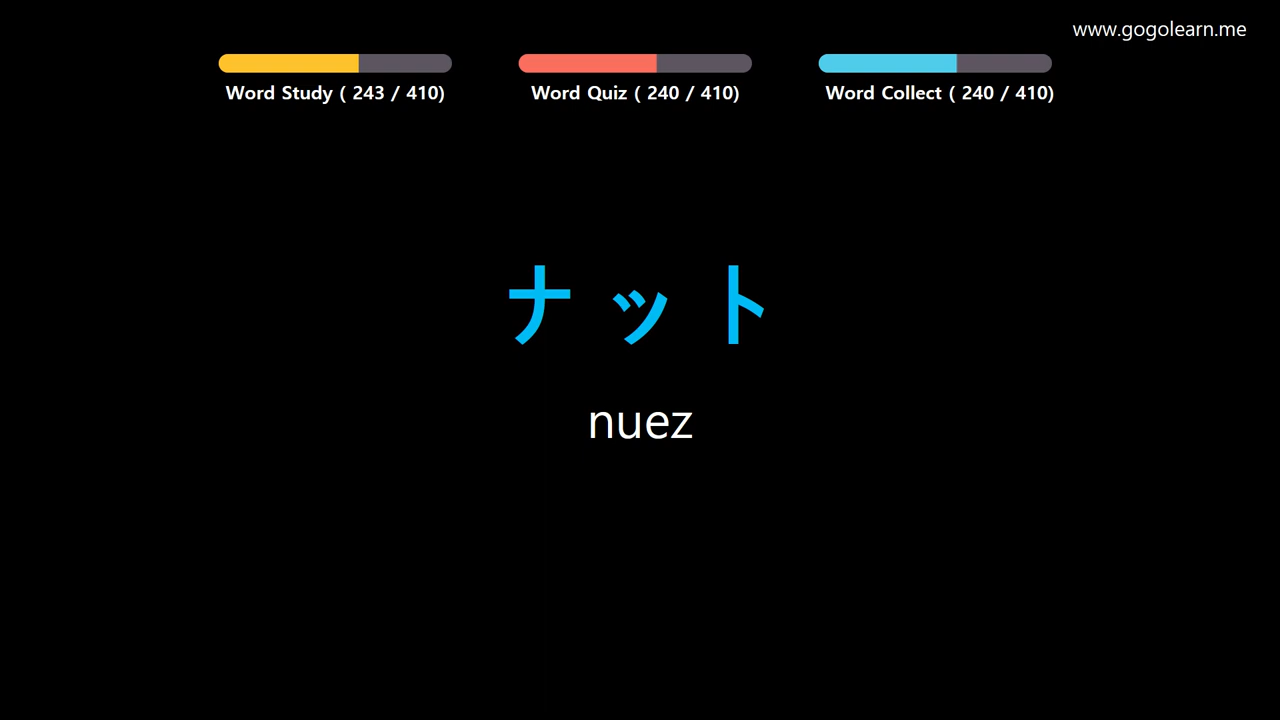 www.gogolearn.me
Word Study ( 243 / 410)
Word Quiz ( 240 / 410)
Word Collect ( 240 / 410)
ナット
nuez